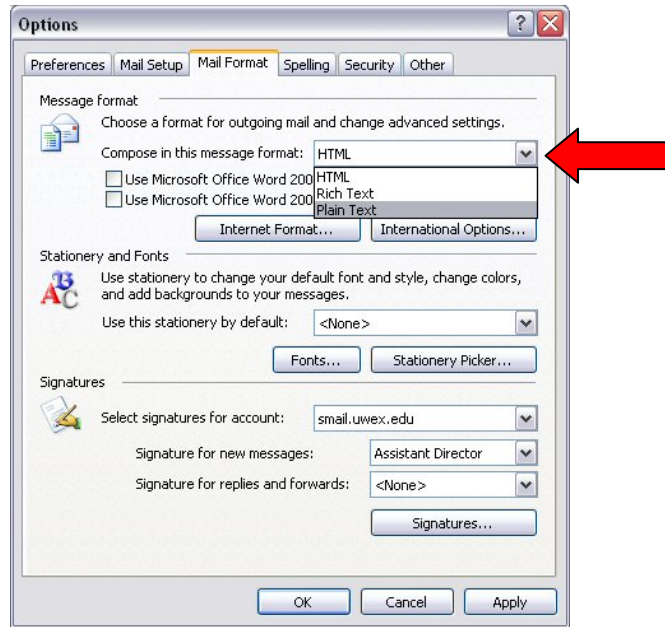 Options
Preferences Mail Setup Mail Format Spelling Security Other
Message format
Choose a format for outgoing mail and change advanced settings.
Compose in this message format: HTML
Use Microsoft Office Word 200
HTML
Use Microsoft Office Word 200
Rich Text
Plain Text
Internet Format... International Options...
Stationery and Fonts
Use stationery to change your default font and style, change colors,
and add backgrounds to your messages.
Use this stationery by default: <None>
Fonts... Stationery Picker...
Signatures
Select signatures for account: smail.uwex.edu
Signature for new messages: Assistant Director
Signature for replies and forwards: <None>
Signatures...
OK Cancel Apply